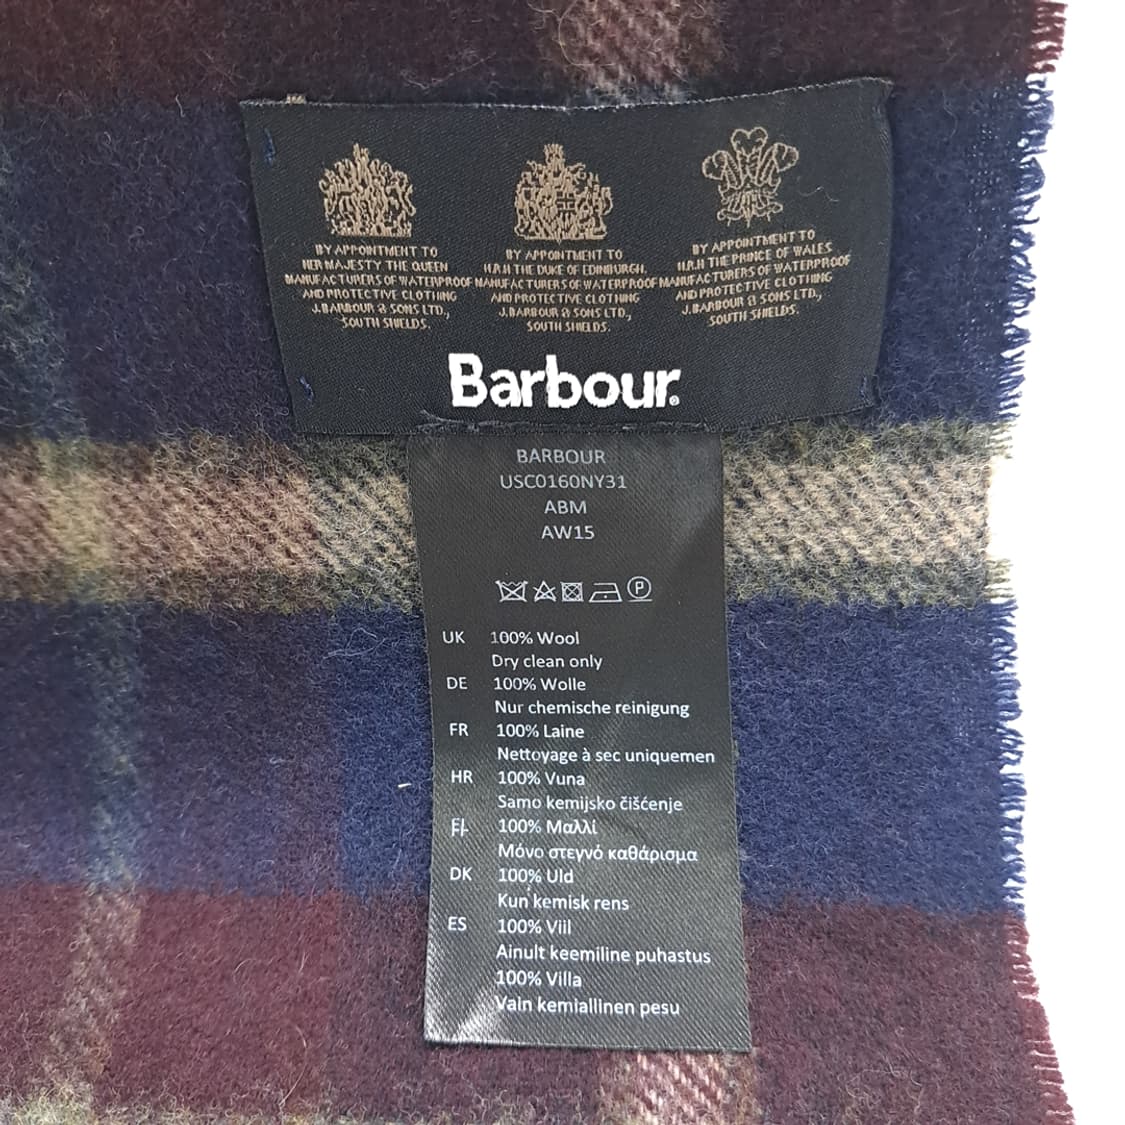 BY APPOINTMENT TO
HER MAJESTY THE QUEEN
MANUFACTURERS OF WATERPROOF
AND PROTECTIVE CLOTHING
J.BARBOUR & SONS LTD.,
SOUTH SHIELDS.
BY APPOINTMENT TO
H.R.H THE DUKE OF EDINBURGH.
MANUFACTURERS OF WATERPROOF
AND PROTECTIVE CLOTHING
J.BARBOUR & SONS LTD.,
SOUTH SHIELDS.
BY APPOINTMENT TO
H.R.H THE PRINCE OF WALES
MANUFACTURERS OF WATERPROOF
AND PROTECTIVE CLOTHING
J.BARBOUR & SONS LTD.,
SOUTH SHIELDS.
Barbour®
BARBOUR
USC0160NY31
ABM
AW15
P
UK 100% Wool
Dry clean only
DE 100% Wolle
Nur chemische reinigung
FR 100% Laine
Nettoyage à sec uniquemen
HR 100% Vuna
Samo kemijsko čišćenje
100% Μαλλί
Μόνο στεγνό καθάρισμα
DK 100% Uld
Kun kemisk rens
ES 100% Viil
Ainult keemiline puhastus
100% Villa
Vain kemiallinen pesu